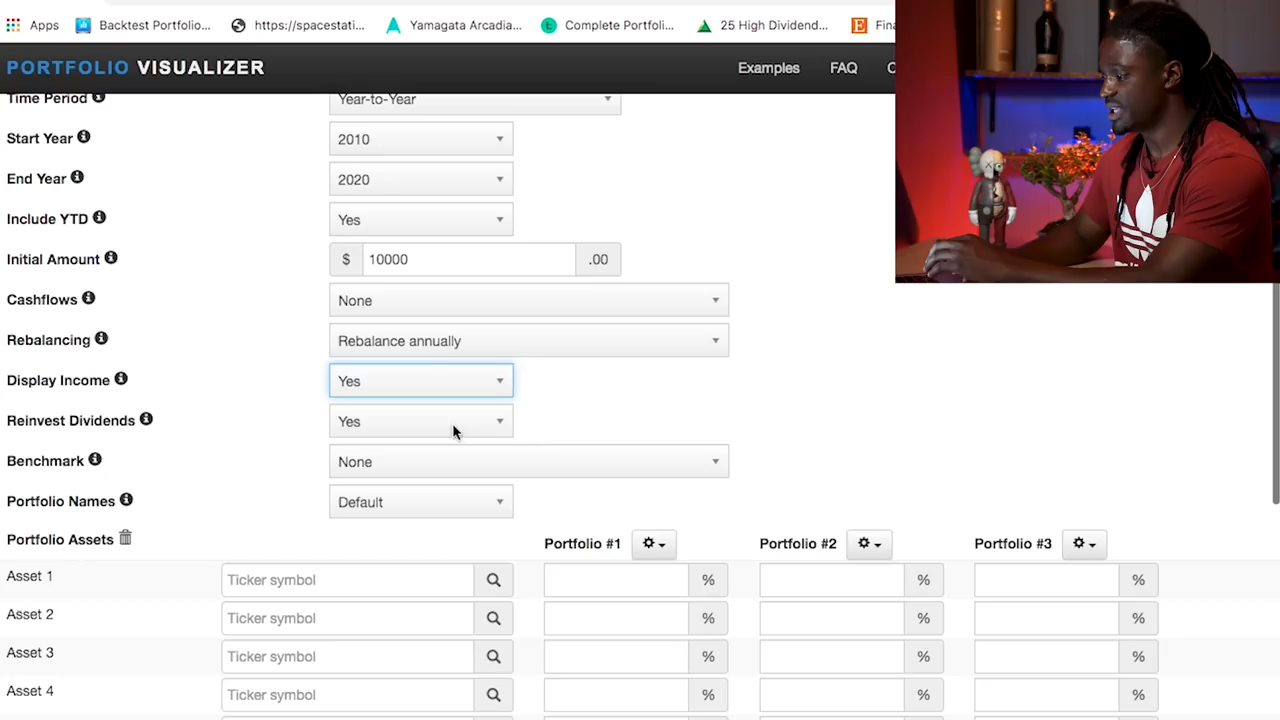 Apps Backtest Portfolio... https://spacestati... Yamagata Arcadia... Complete Portfoli... 25 High Dividend... Fina
PORTFOLIO VISUALIZER Examples FAQ
Time Period Year-to-Year
Start Year 2010
End Year 2020
Include YTD Yes
Initial Amount $ 10000 .00
Cashflows None
Rebalancing Rebalance annually
Display Income Yes
Reinvest Dividends Yes
Benchmark None
Portfolio Names Default
Portfolio Assets Portfolio #1 Portfolio #2 Portfolio #3
Asset 1 Ticker symbol % % %
Asset 2 Ticker symbol % % %
Asset 3 Ticker symbol % % %
Asset 4 Ticker symbol % % %